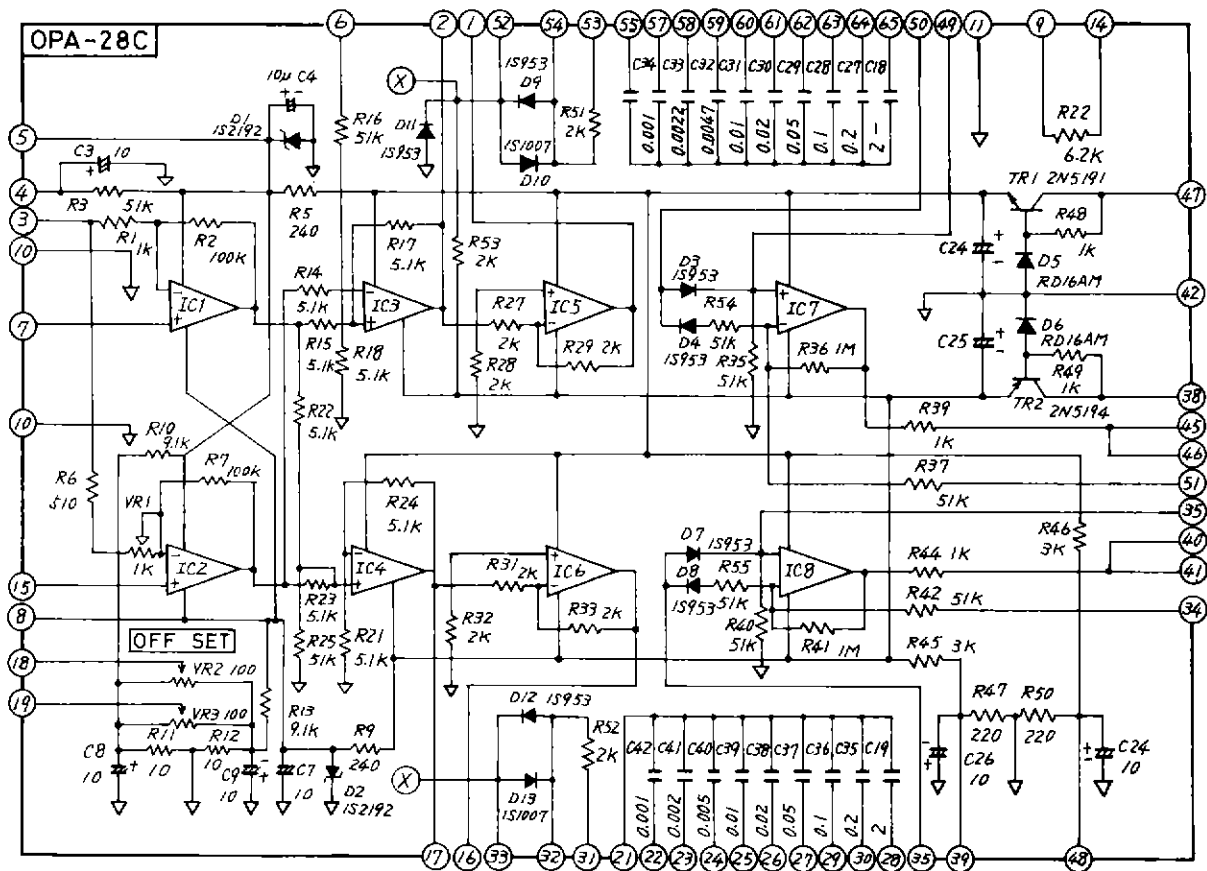 OPA-28C
6 2 1 52 54 53 55 57 58 59 60 61 62 63 64 65 50 49 11 9 14
10μ C4
+ -
D1
1S2192
5
C3 10
+
4
R3 51K
3
R1 1K
R2 100K
10
IC1
- +
7
R16 51K
R5 240
R17 5.1K
R14 5.1K
IC3
- +
R15 5.1K
R18 5.1K
R22 5.1K
X
D11 1S953
1S953 D9
1S1007 D10
R51 2K
R53 2K
R27 2K
IC5
+ -
R28 2K
R29 2K
C34 C33 C32 C31 C30 C29 C28 C27 C18
0.001 0.0022 0.0047 0.01 0.02 0.05 0.1 0.2 2-
D3 1S953
R54 51K
D4 1S953
R35 51K
IC7
+ -
R36 1M
R22 6.2K
TR1 2N5191
47
R48 1K
C24
+ -
D5
RD16AM
42
D6
RD16AM
C25
+ -
R49 1K
TR2 2N5194
38
R39 1K
45
46
R37 51K
51
35
10
R10 9.1K
R6 510
VR1
1K
R7 100K
IC2
- +
15
8
OFF SET
18
VR2 100
19
VR3 100
R11 10
R12 10
C8 10
+
C9 10
- +
R13 9.1K
C7 10
R9 240
D2 1S2192
R23 5.1K
R25 51K
R24 5.1K
IC4
- +
R21 5.1K
R31 2K
IC6
+ -
R32 2K
R33 2K
D7 1S953
D8 1S953
R55 51K
R40 51K
IC8
+ -
R41 1M
R46 3K
40
R44 1K
41
R42 51K
34
R45 3K
R47 220
R50 220
C26 10
- +
C24 10
+ -
X
D12 1S953
D13 1S1007
R52 2K
C42 C41 C40 C39 C38 C37 C36 C35 C19
0.001 0.002 0.005 0.01 0.02 0.05 0.1 0.2 2
17 16 33 32 31 21 22 23 24 25 26 27 29 30 28 35 39 48